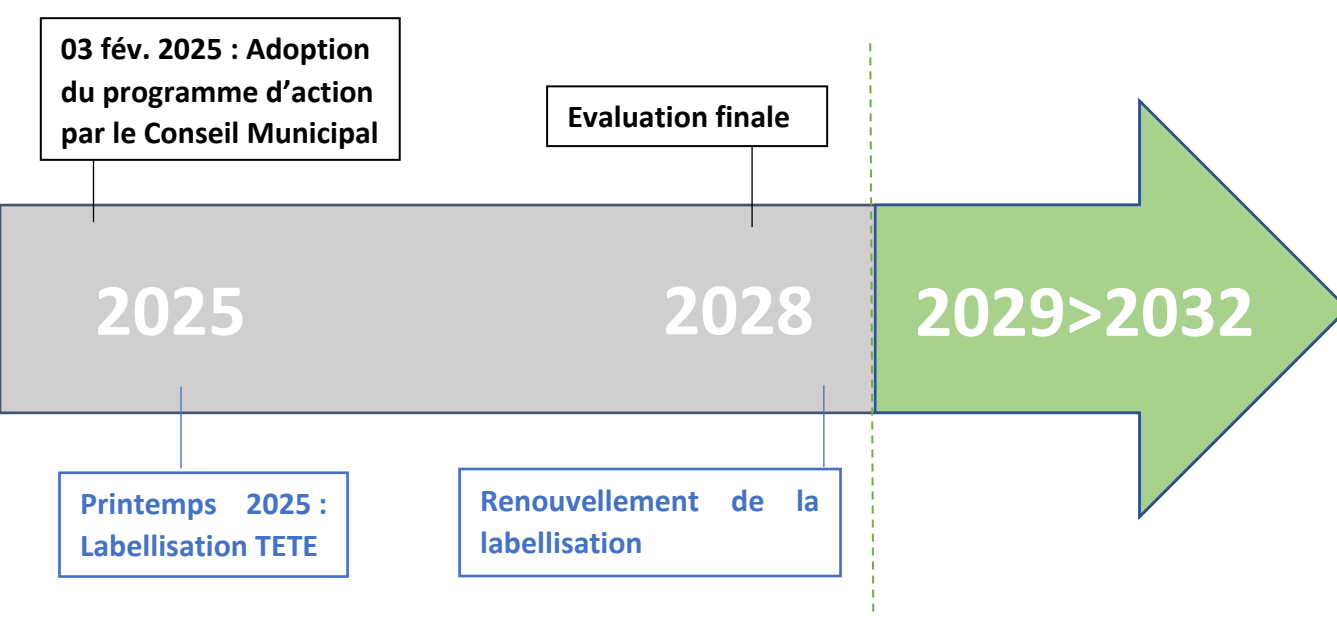 03 fév. 2025 : Adoption
du programme d’action
par le Conseil Municipal
Evaluation finale
2025
2028
2029>2032
Printemps 2025 :
Labellisation TETE
Renouvellement de la
labellisation